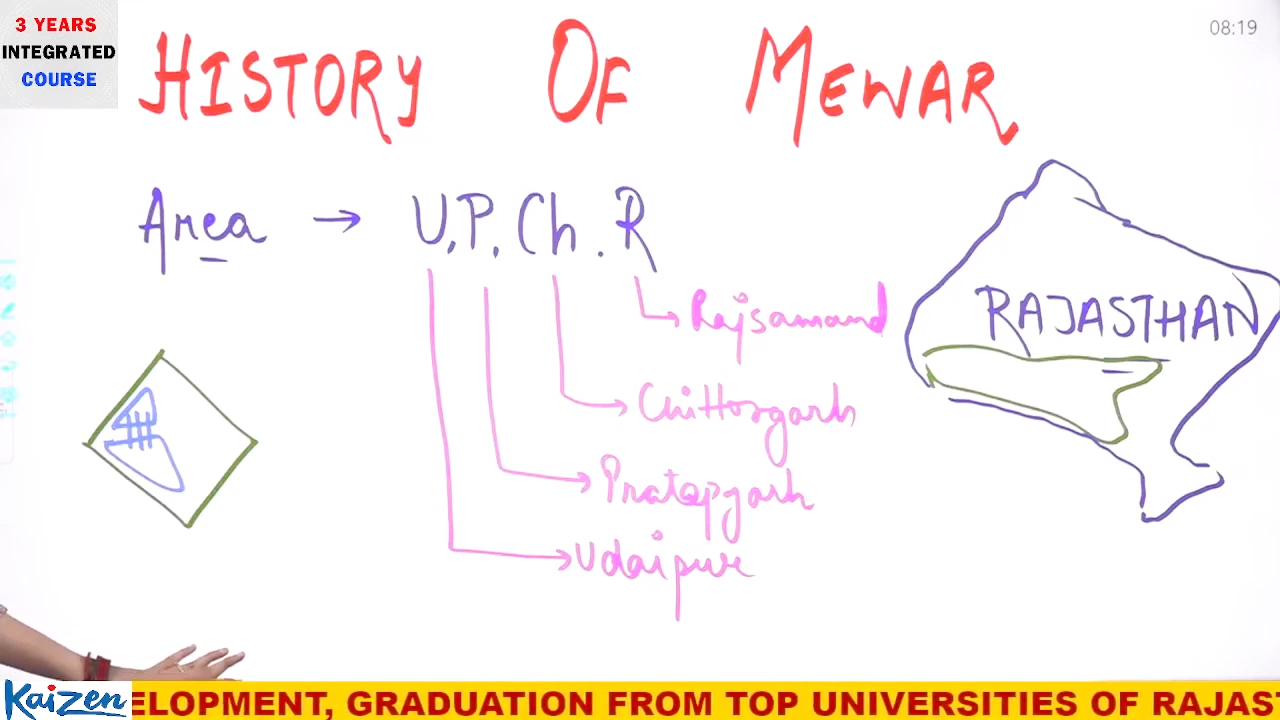 3 YEARS
INTEGRATED
COURSE
08:19
HISTORY OF MEWAR
Area → U.P.Ch.R
Rajsamand
RAJASTHAN
Chittorgarh
Pratapgarh
Udaipur
Kaizen
ELOPMENT, GRADUATION FROM TOP UNIVERSITIES OF RAJAS